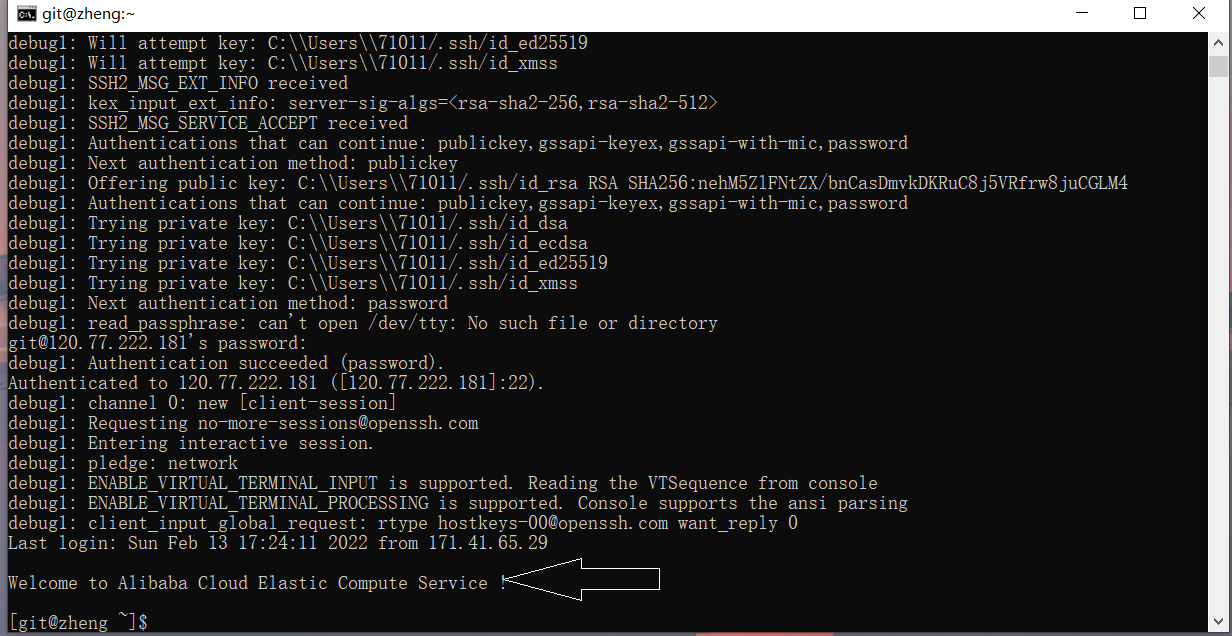 git@zheng:~
debug1: Will attempt key: C:\\Users\\71011/.ssh/id_ed25519
debug1: Will attempt key: C:\\Users\\71011/.ssh/id_xmss
debug1: SSH2_MSG_EXT_INFO received
debug1: kex_input_ext_info: server-sig-algs=<rsa-sha2-256,rsa-sha2-512>
debug1: SSH2_MSG_SERVICE_ACCEPT received
debug1: Authentications that can continue: publickey,gssapi-keyex,gssapi-with-mic,password
debug1: Next authentication method: publickey
debug1: Offering public key: C:\\Users\\71011/.ssh/id_rsa RSA SHA256:nehM5ZlFNtZX/bnCasDmvkDKRuC8j5VRfrw8juCGLM4
debug1: Authentications that can continue: publickey,gssapi-keyex,gssapi-with-mic,password
debug1: Trying private key: C:\\Users\\71011/.ssh/id_dsa
debug1: Trying private key: C:\\Users\\71011/.ssh/id_ecdsa
debug1: Trying private key: C:\\Users\\71011/.ssh/id_ed25519
debug1: Trying private key: C:\\Users\\71011/.ssh/id_xmss
debug1: Next authentication method: password
debug1: read_passphrase: can't open /dev/tty: No such file or directory
git@120.77.222.181's password:
debug1: Authentication succeeded (password).
Authenticated to 120.77.222.181 ([120.77.222.181]:22).
debug1: channel 0: new [client-session]
debug1: Requesting no-more-sessions@openssh.com
debug1: Entering interactive session.
debug1: pledge: network
debug1: ENABLE_VIRTUAL_TERMINAL_INPUT is supported. Reading the VTSequence from console
debug1: ENABLE_VIRTUAL_TERMINAL_PROCESSING is supported. Console supports the ansi parsing
debug1: client_input_global_request: rtype hostkeys-00@openssh.com want_reply 0
Last login: Sun Feb 13 17:24:11 2022 from 171.41.65.29
Welcome to Alibaba Cloud Elastic Compute Service !
[git@zheng ~]$